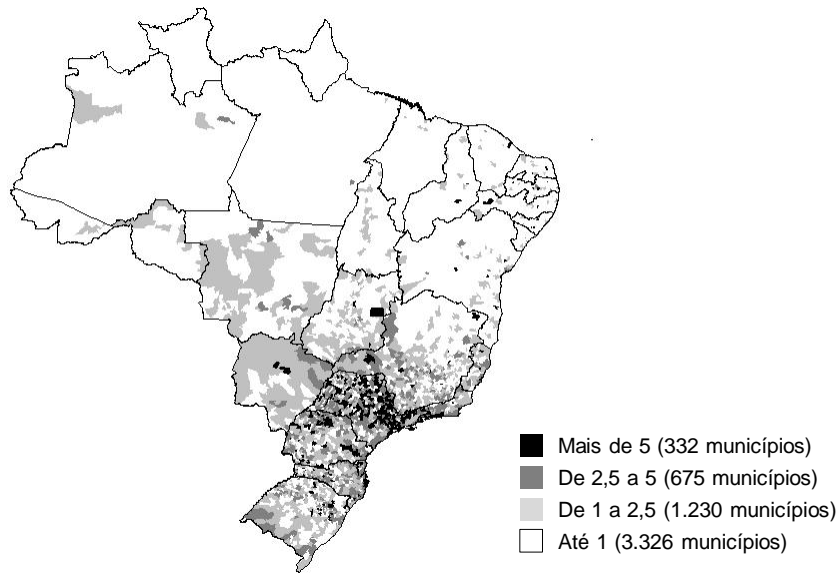 Mais de 5 (332 municípios)
De 2,5 a 5 (675 municípios)
De 1 a 2,5 (1.230 municípios)
Até 1 (3.326 municípios)